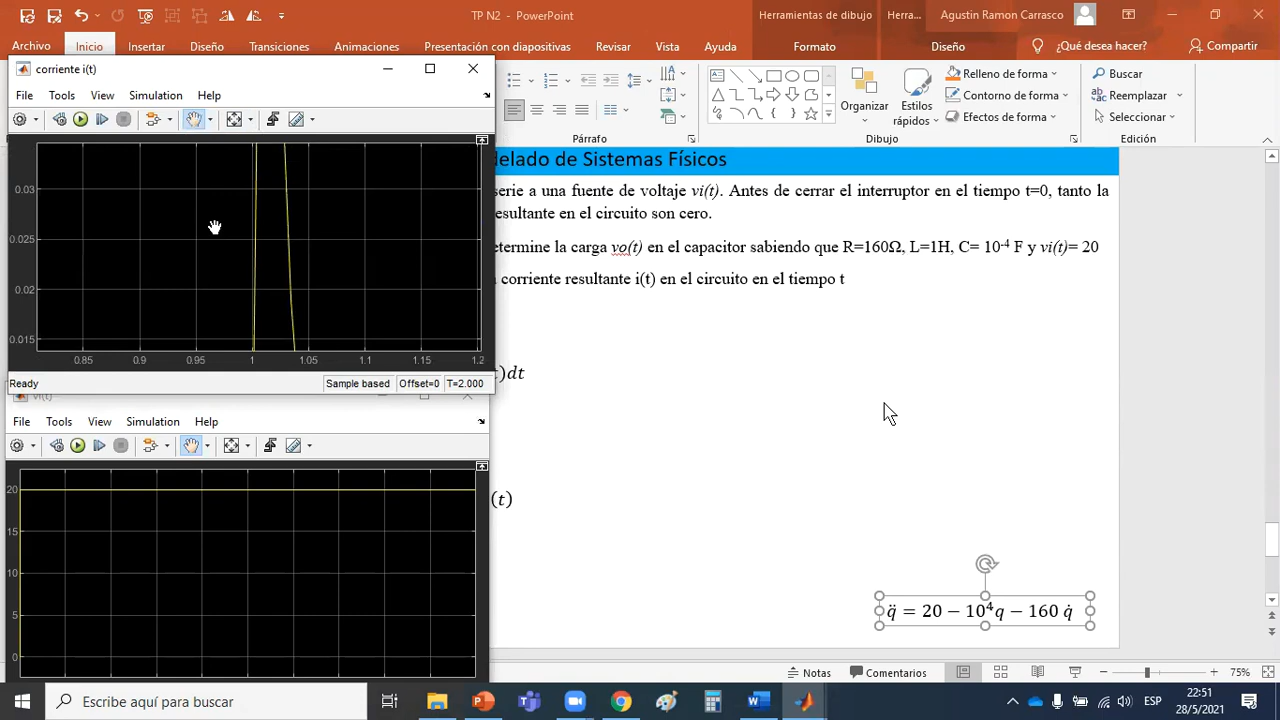 TP N2 - PowerPoint
Herramientas de dibujo
Herra...
Agustin Ramon Carrasco
Archivo Inicio Insertar Diseño Transiciones Animaciones Presentación con diapositivas Revisar Vista Ayuda Formato Diseño ¿Qué desea hacer? Compartir
corriente i(t)
File Tools View Simulation Help
Organizar
Estilos rápidos
Relleno de forma
Contorno de forma
Efectos de forma
Buscar
Reemplazar
Seleccionar
Párrafo
Dibujo
Edición
0.03
0.025
0.02
0.015
0.85 0.9 0.95 1 1.05 1.1 1.15 1.2
Ready Sample based Offset=0 T=2.000
delado de Sistemas Físicos
serie a una fuente de voltaje vi(t). Antes de cerrar el interruptor en el tiempo t=0, tanto la
esultante en el circuito son cero.
etermine la carga vo(t) en el capacitor sabiendo que R=160Ω, L=1H, C= 10⁻⁴ F y vi(t)= 20
corriente resultante i(t) en el circuito en el tiempo t
t)dt
(t)
q̈ = 20 − 10⁴q − 160 q̇
vi(t)
File Tools View Simulation Help
20
15
10
5
0
Notas Comentarios 75%
Escribe aquí para buscar
ESP
22:51
28/5/2021